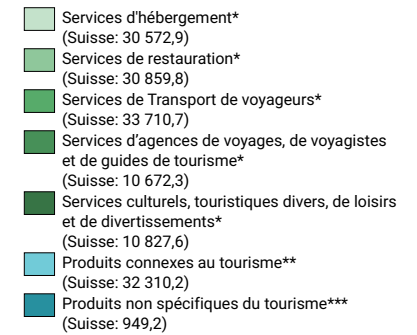 Services d'hébergement*
(Suisse: 30 572,9)
Services de restauration*
(Suisse: 30 859,8)
Services de Transport de voyageurs*
(Suisse: 33 710,7)
Services d’agences de voyages, de voyagistes
et de guides de tourisme*
(Suisse: 10 672,3)
Services culturels, touristiques divers, de loisirs
et de divertissements*
(Suisse: 10 827,6)
Produits connexes au tourisme**
(Suisse: 32 310,2)
Produits non spécifiques du tourisme***
(Suisse: 949,2)